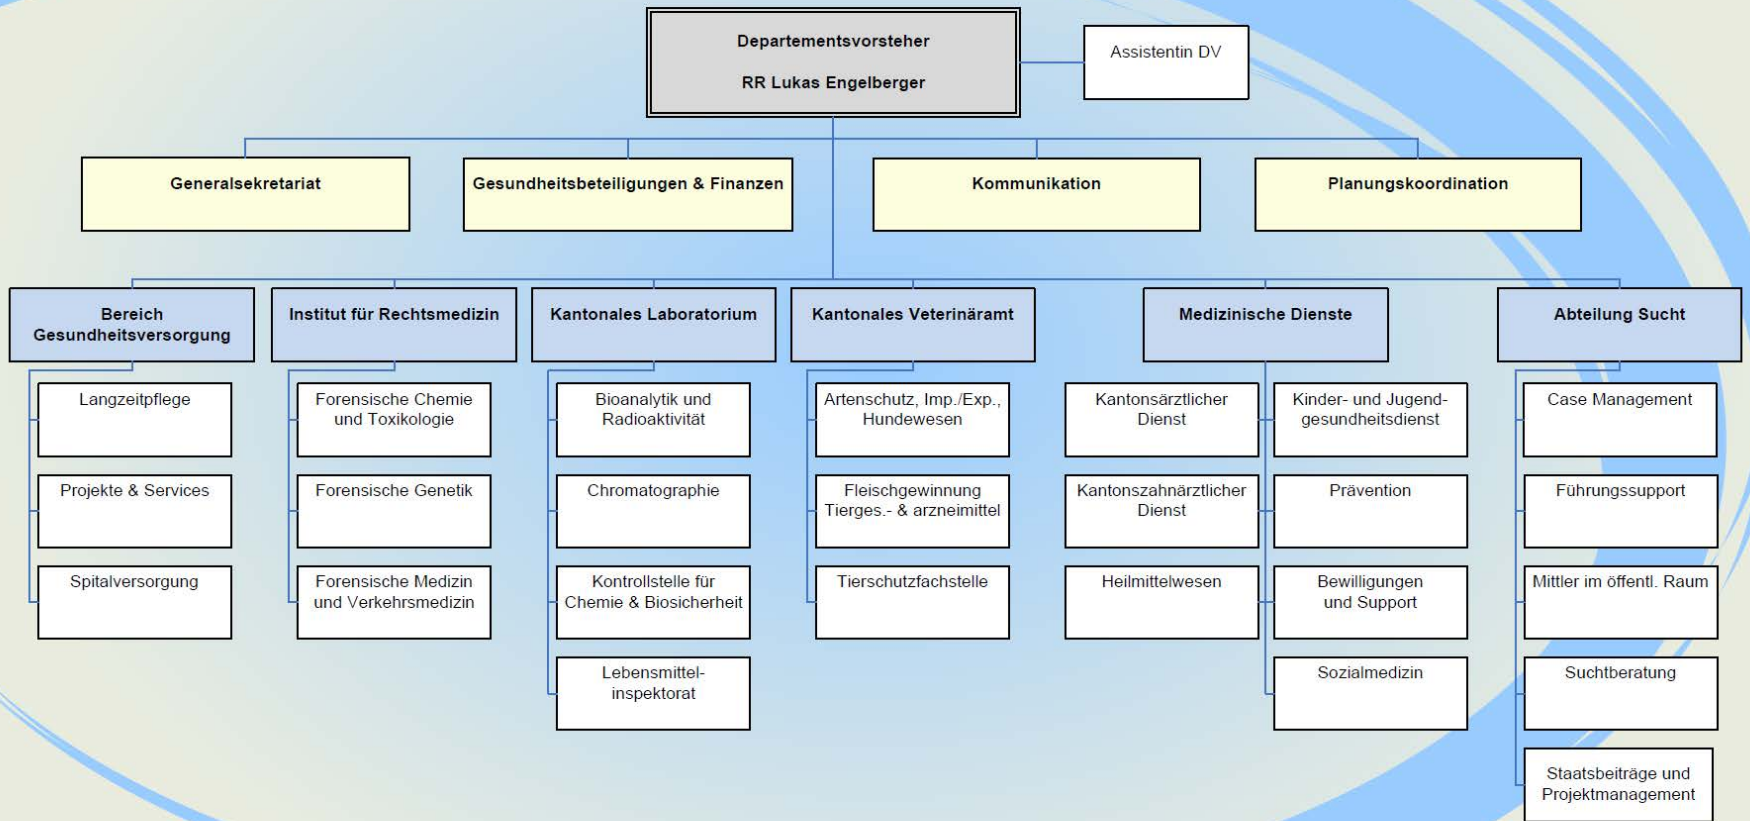 Departementsvorsteher
RR Lukas Engelberger
Assistentin DV
Generalsekretariat
Gesundheitsbeteiligungen & Finanzen
Kommunikation
Planungskoordination
Bereich
Gesundheitsversorgung
Langzeitpflege
Projekte & Services
Spitalversorgung
Institut für Rechtsmedizin
Forensische Chemie
und Toxikologie
Forensische Genetik
Forensische Medizin
und Verkehrsmedizin
Kantonales Laboratorium
Bioanalytik und
Radioaktivität
Chromatographie
Kontrollstelle für
Chemie & Biosicherheit
Lebensmittel-
inspektorat
Kantonales Veterinäramt
Artenschutz, Imp./Exp.,
Hundewesen
Fleischgewinnung
Tierges.- & arzneimittel
Tierschutzfachstelle
Medizinische Dienste
Kantonsärztlicher
Dienst
Kantonszahnärztlicher
Dienst
Heilmittelwesen
Kinder- und Jugend-
gesundheitsdienst
Prävention
Bewilligungen
und Support
Sozialmedizin
Abteilung Sucht
Case Management
Führungssupport
Mittler im öffentl. Raum
Suchtberatung
Staatsbeiträge und
Projektmanagement